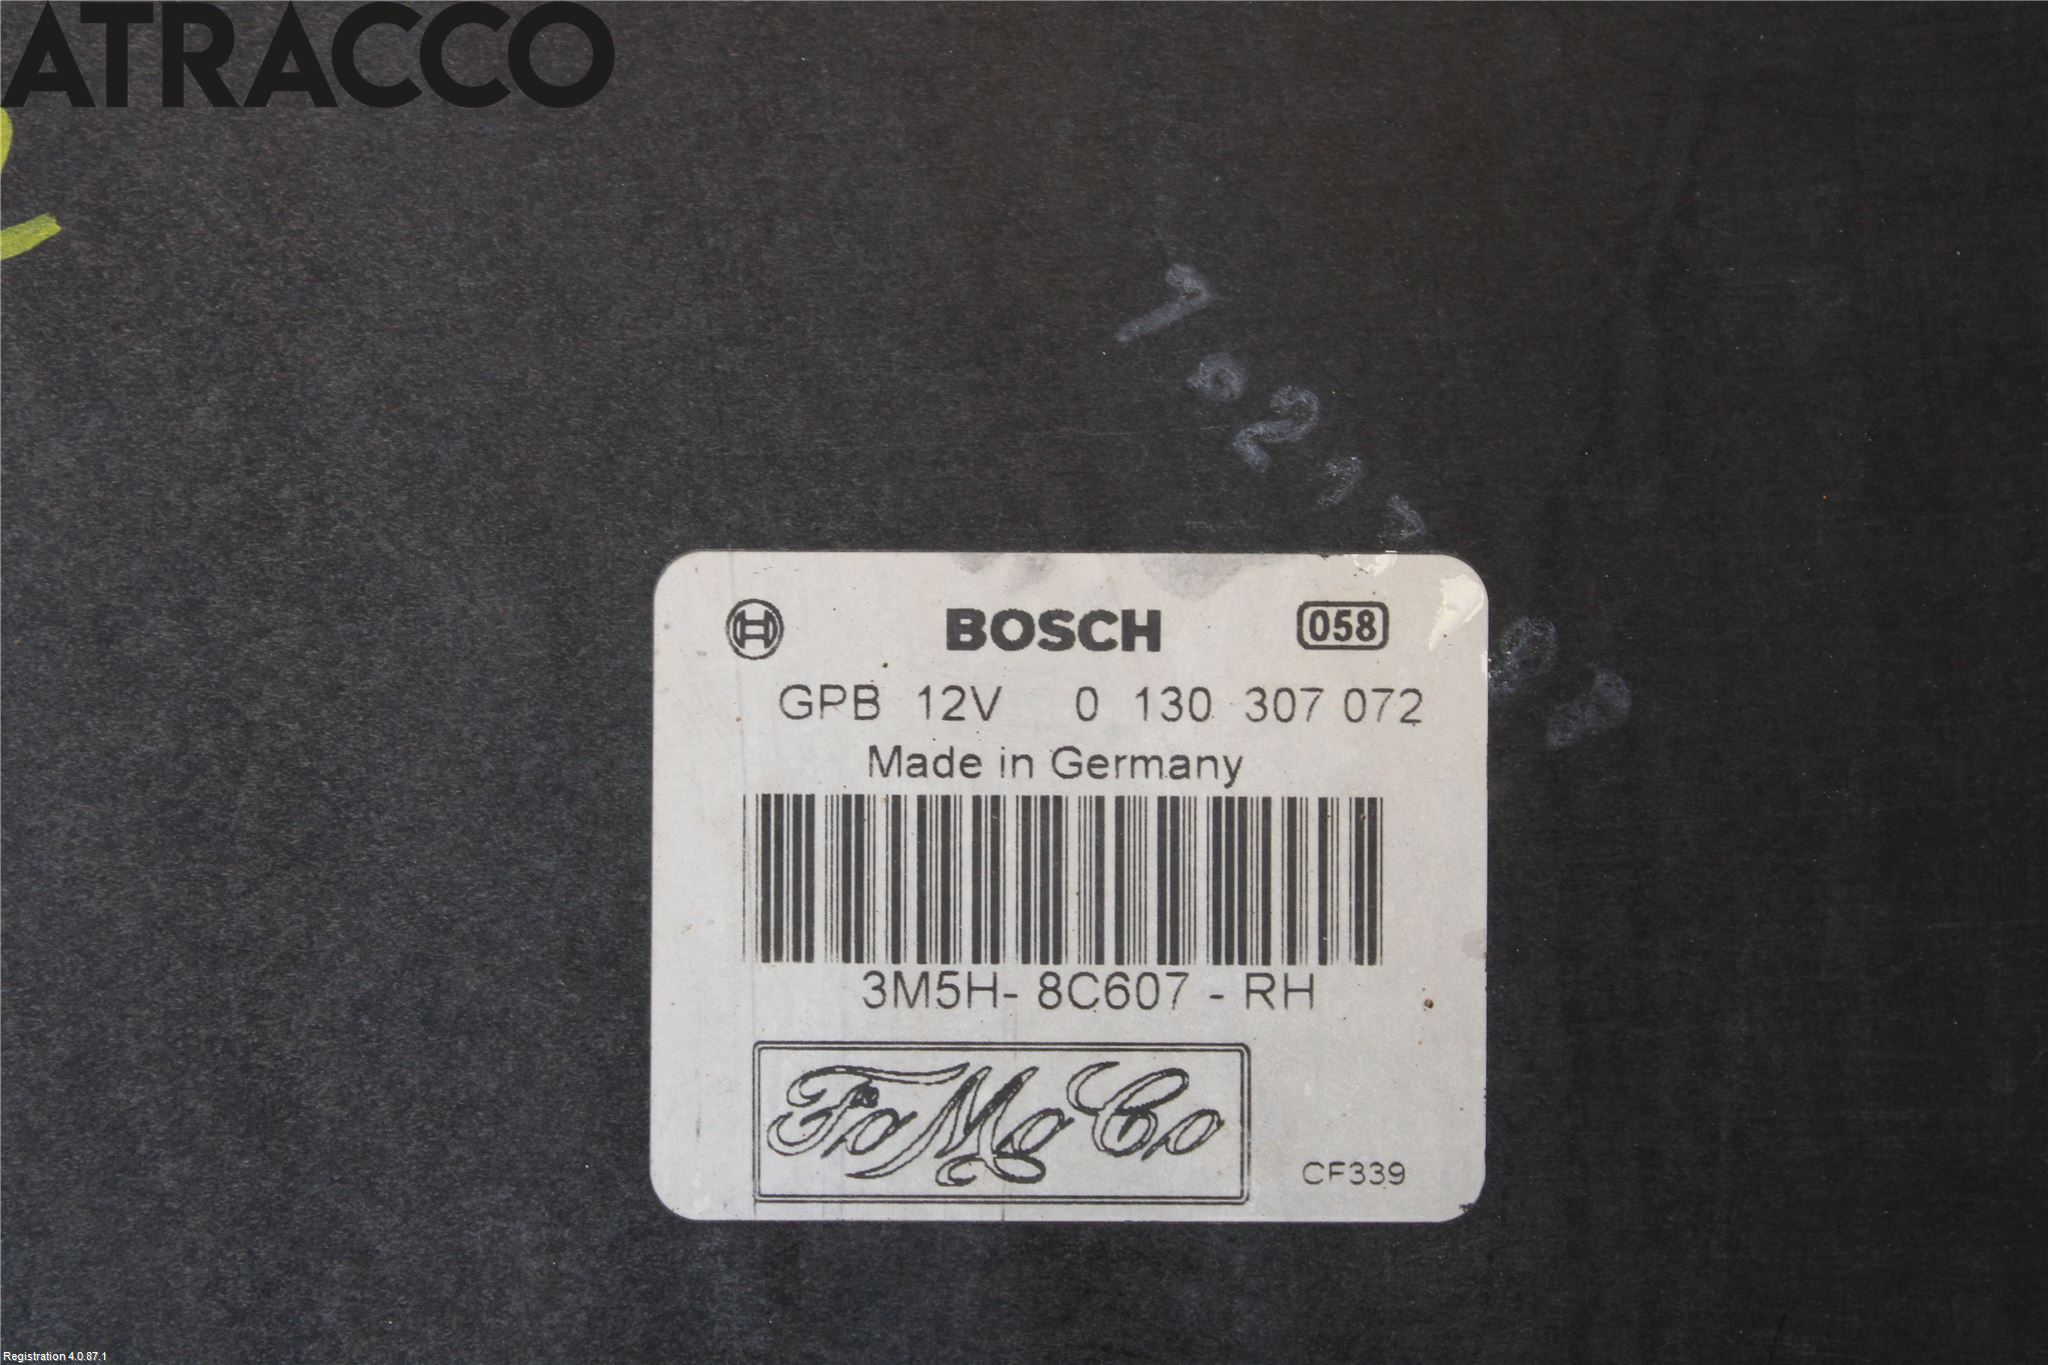 ATRACCO
BOSCH 058
GPB 12V 0 130 307 072
Made in Germany
3M5H- 8C607 - RH
FoMoCo
CF339
Registration 4.0.87.1